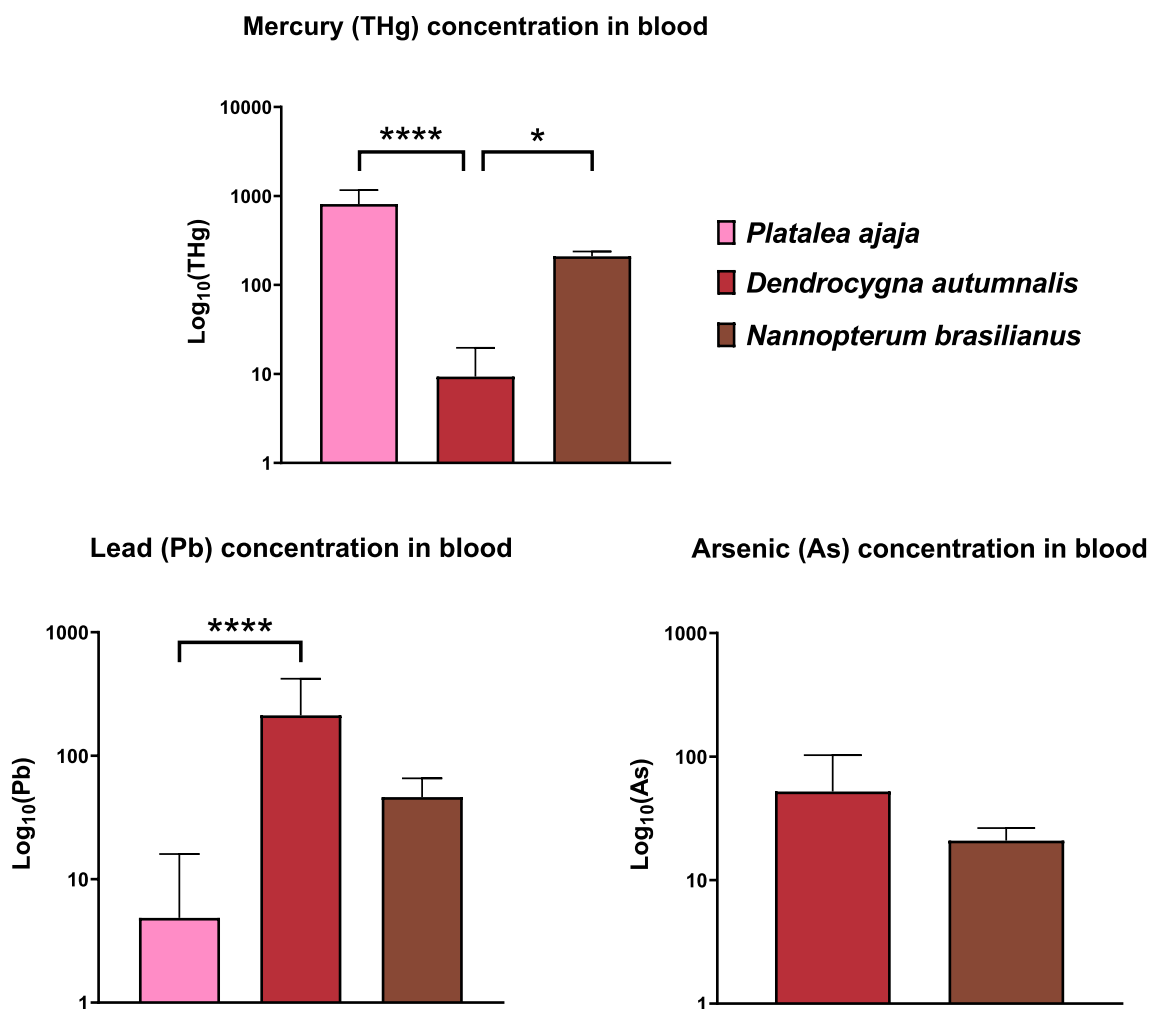 Mercury (THg) concentration in blood
10000
1000
100
10
1
Log10(THg)
****
*
Platalea ajaja
Dendrocygna autumnalis
Nannopterum brasilianus
Lead (Pb) concentration in blood
1000
100
10
1
Log10(Pb)
****
Arsenic (As) concentration in blood
1000
100
10
1
Log10(As)